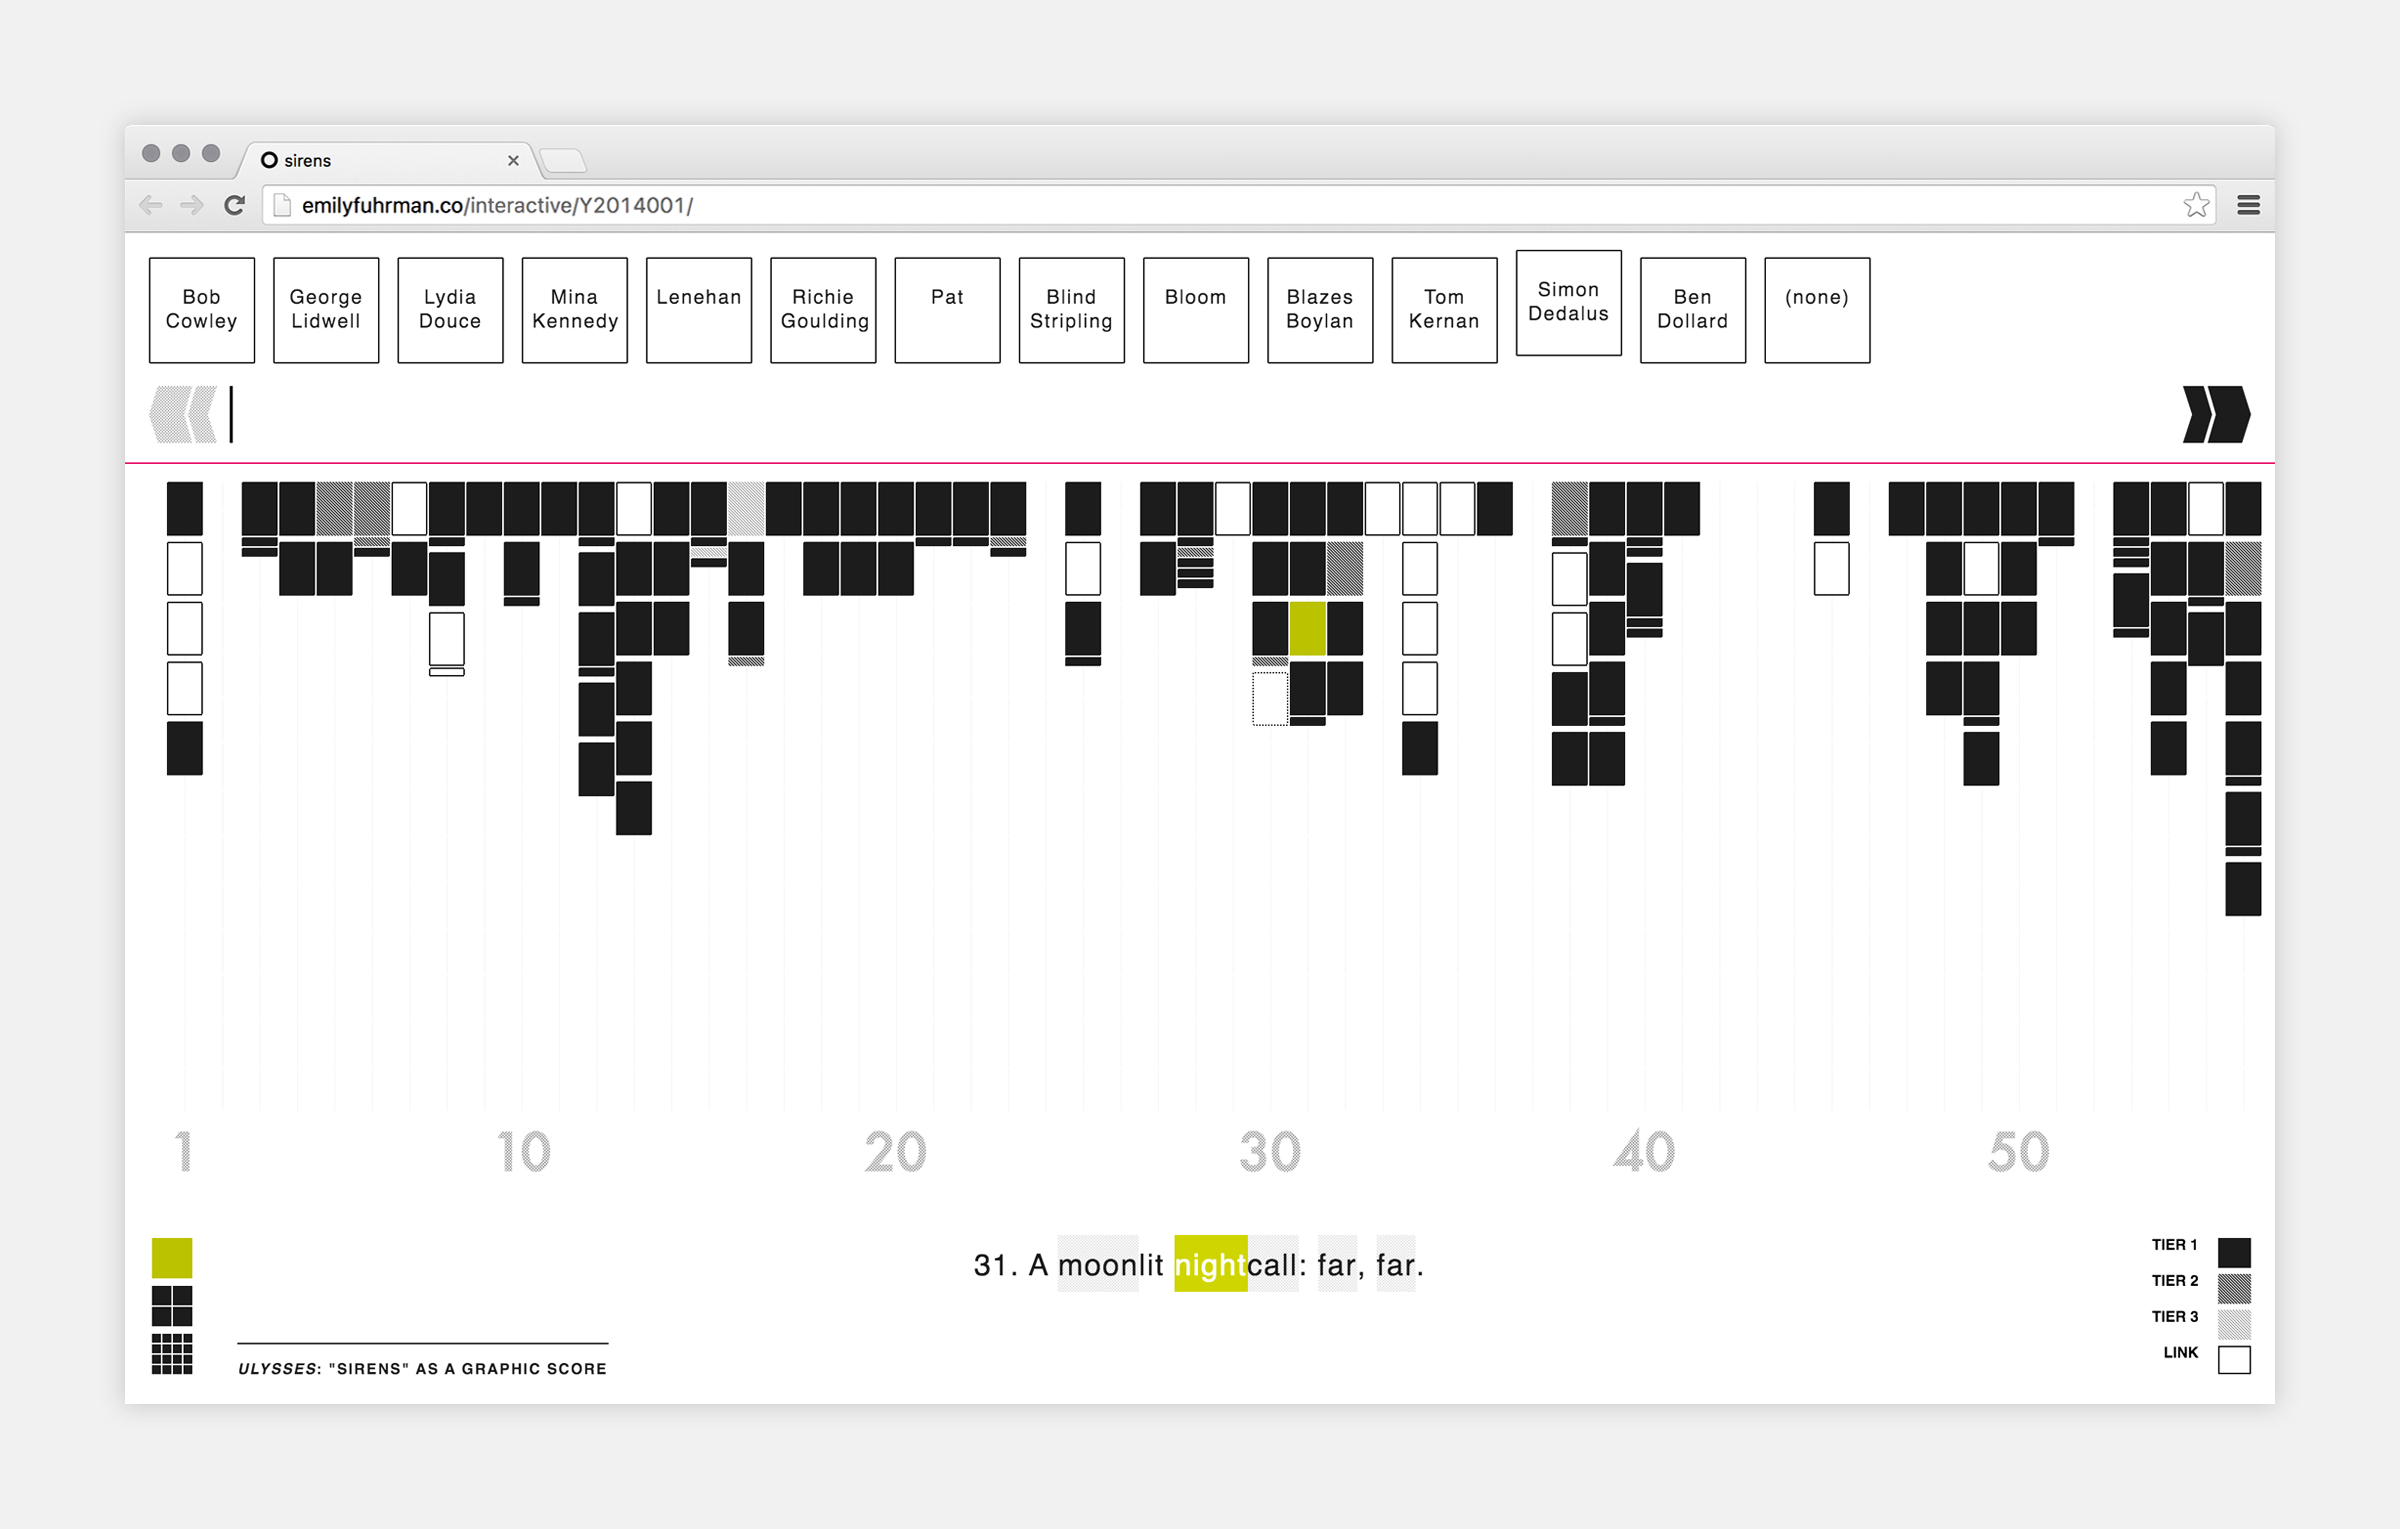 sirens
emilyfuhrman.co/interactive/Y2014001/
Bob
Cowley
George
Lidwell
Lydia
Douce
Mina
Kennedy
Lenehan
Richie
Goulding
Pat
Blind
Stripling
Bloom
Blazes
Boylan
Tom
Kernan
Simon
Dedalus
Ben
Dollard
(none)
1 10 20 30 40 50
31. A moonlit nightcall: far, far.
ULYSSES: "SIRENS" AS A GRAPHIC SCORE
TIER 1
TIER 2
TIER 3
LINK